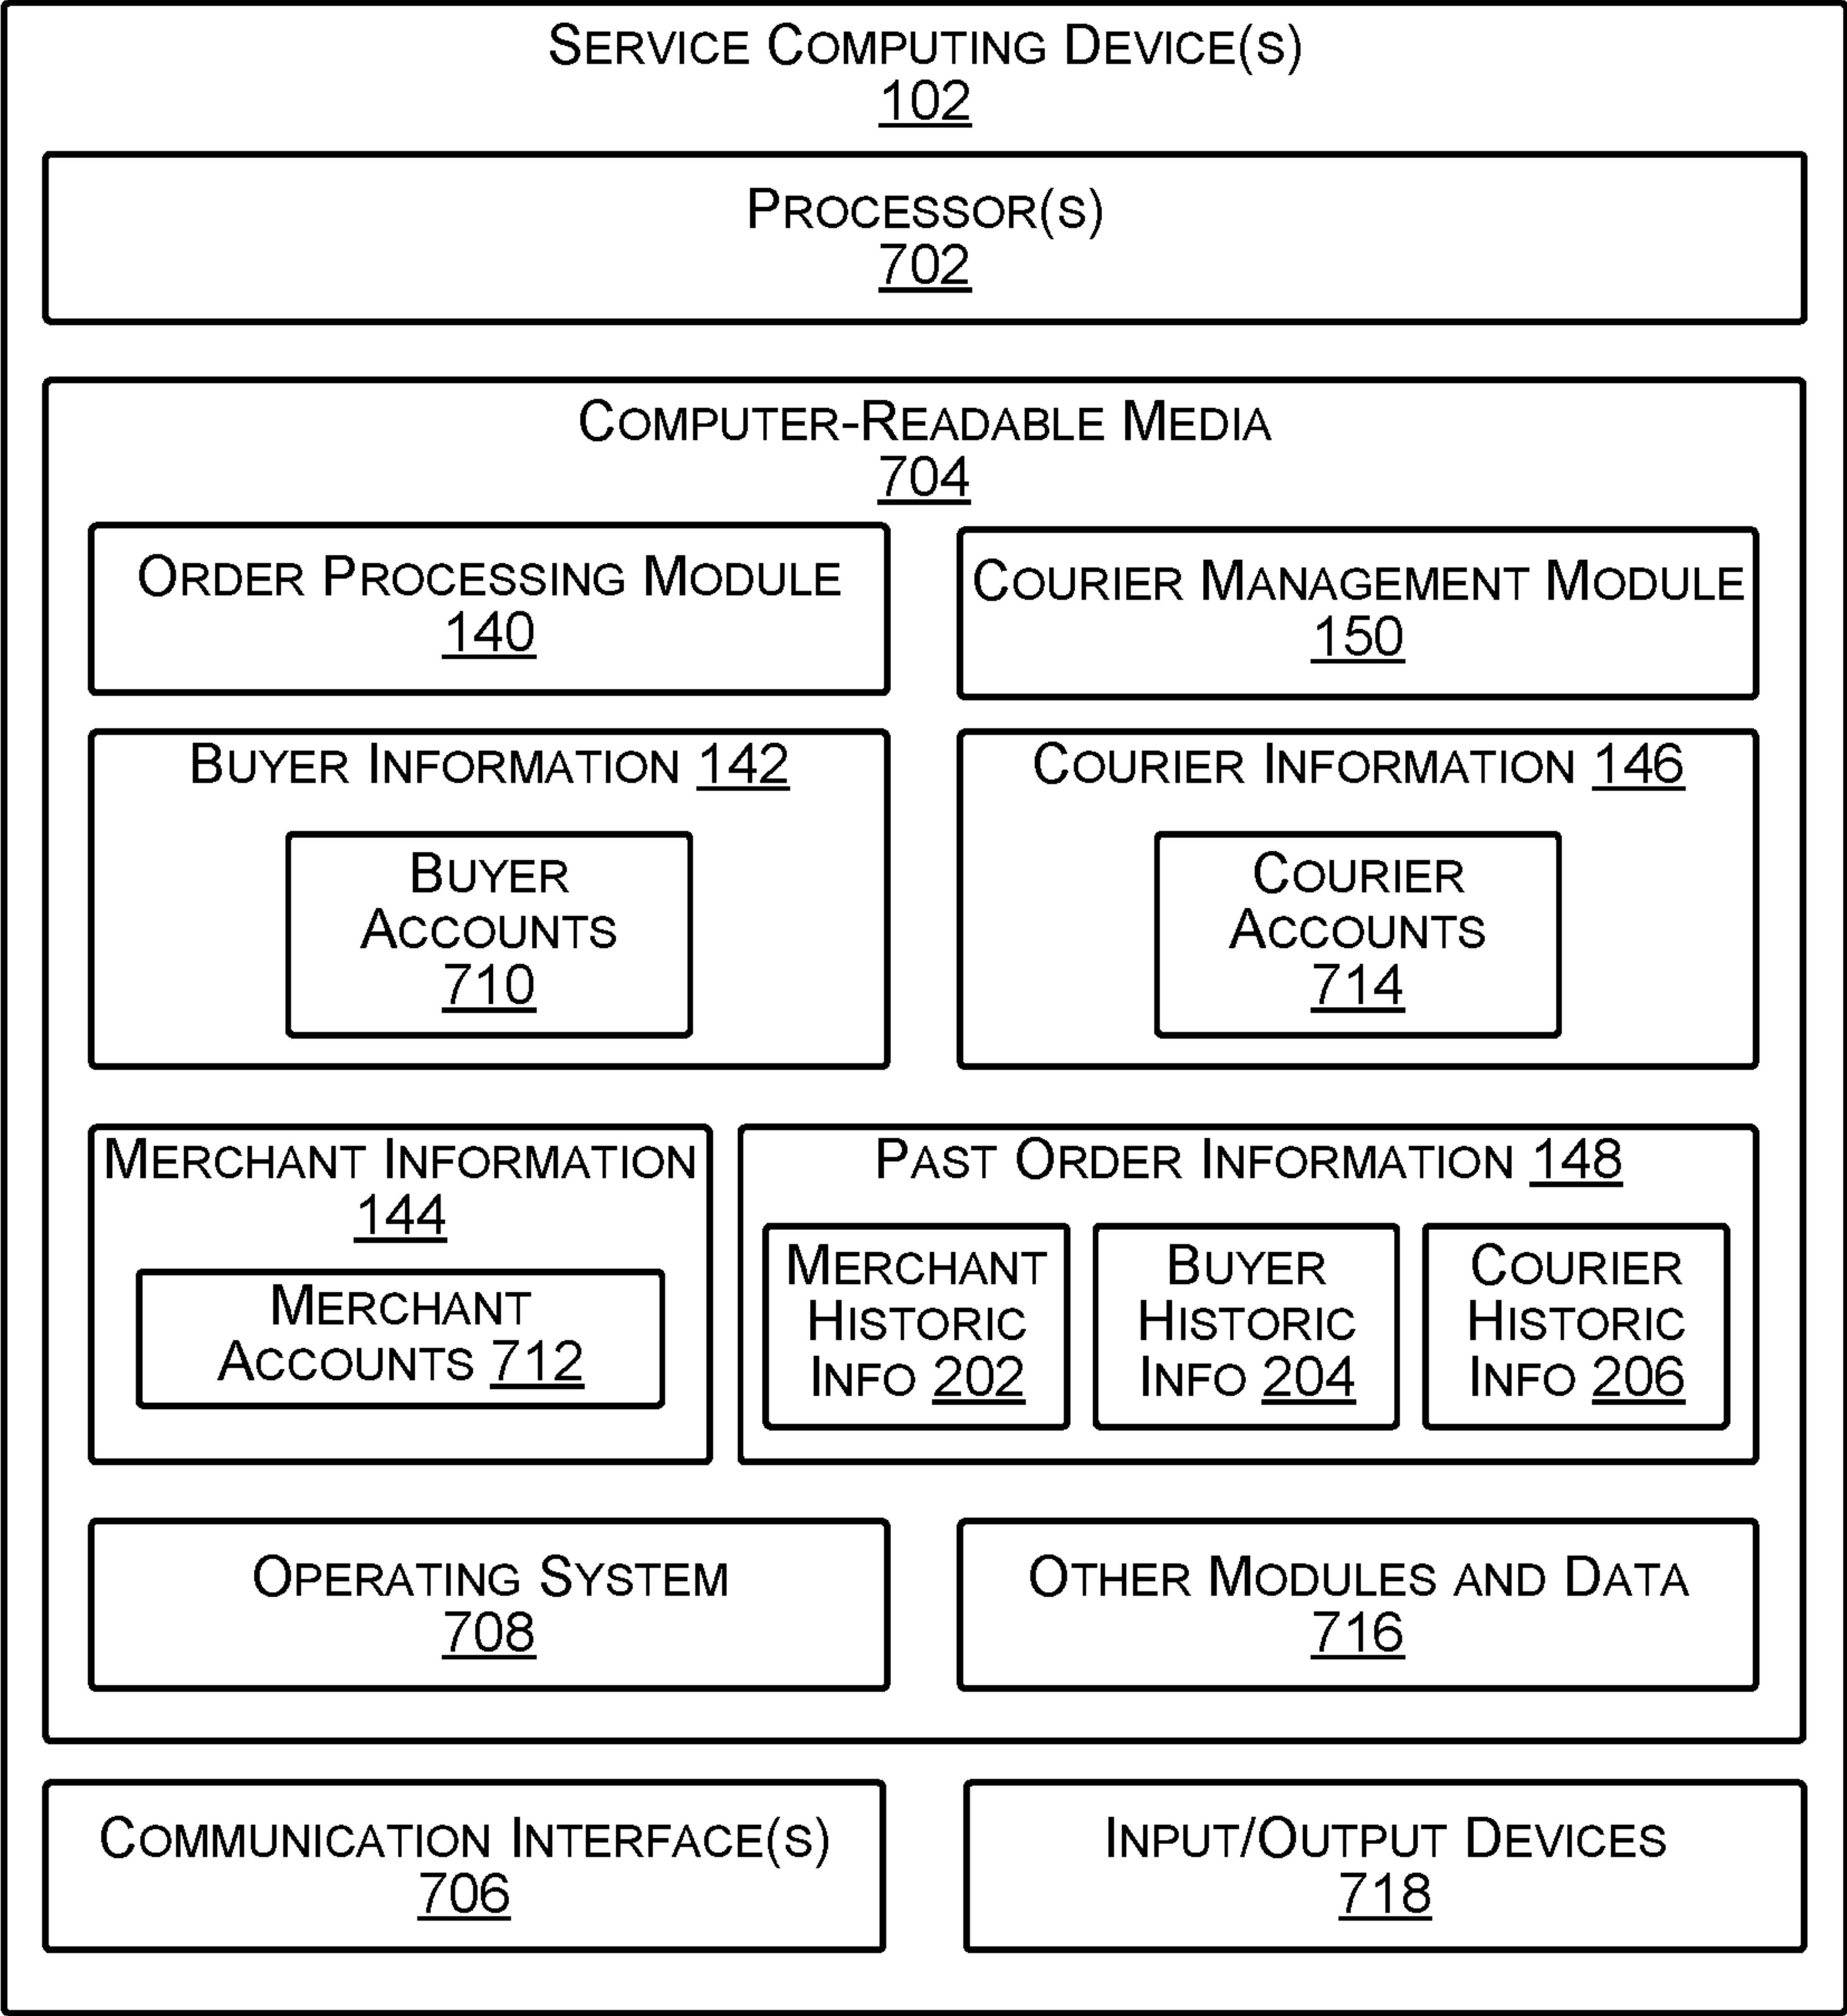 SERVICE COMPUTING DEVICE(S)
102
PROCESSOR(S)
702
COMPUTER-READABLE MEDIA
704
ORDER PROCESSING MODULE
140
COURIER MANAGEMENT MODULE
150
BUYER INFORMATION 142
BUYER
ACCOUNTS
710
COURIER INFORMATION 146
COURIER
ACCOUNTS
714
MERCHANT INFORMATION
144
MERCHANT
ACCOUNTS 712
PAST ORDER INFORMATION 148
MERCHANT
HISTORIC
INFO 202
BUYER
HISTORIC
INFO 204
COURIER
HISTORIC
INFO 206
OPERATING SYSTEM
708
OTHER MODULES AND DATA
716
COMMUNICATION INTERFACE(S)
706
INPUT/OUTPUT DEVICES
718